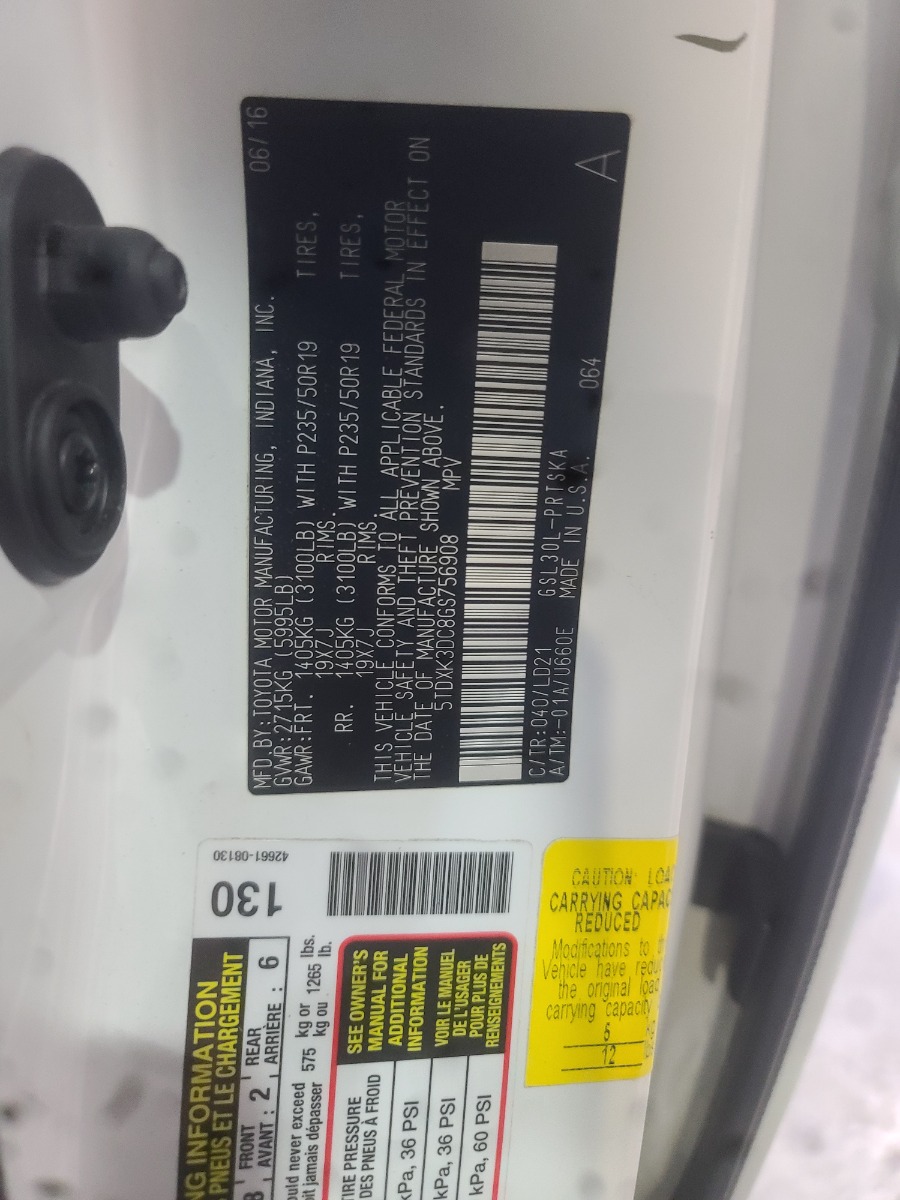 MFD.BY:TOYOTA MOTOR MANUFACTURING, INDIANA, INC. 06/16
GVWR:2715KG (5995LB)
GAWR:FRT. 1405KG (3100LB) WITH P235/50R19 TIRES,
19X7J RIMS.
RR. 1405KG (3100LB) WITH P235/50R19 TIRES,
19X7J RIMS.
THIS VEHICLE CONFORMS TO ALL APPLICABLE FEDERAL MOTOR
VEHICLE SAFETY AND THEFT PREVENTION STANDARDS IN EFFECT ON
THE DATE OF MANUFACTURE SHOWN ABOVE.
5TDXK3DC8GS756908 MPV
C/TR:040/LD21 GSL30L-PRTSKA 064 A
A/TM:-01A/U660E MADE IN U.S.A.
42661-08130
130
NG INFORMATION
PNEUS ET LE CHARGEMENT
8 FRONT : 2 REAR : 6
AVANT : ARRIÈRE :
ould never exceed 575 kg or 1265 lbs.
oit jamais dépasser kg ou lb.
TIRE PRESSURE
DES PNEUS À FROID
kPa, 36 PSI
kPa, 36 PSI
kPa, 60 PSI
SEE OWNER'S
MANUAL FOR
ADDITIONAL
INFORMATION
VOIR LE MANUEL
DE L'USAGER
POUR PLUS DE
RENSEIGNMENTS
CAUTION: LOA
CARRYING CAPAC
REDUCED
Modifications to th
Vehicle have redu
the original load
carrying capacity
5
12